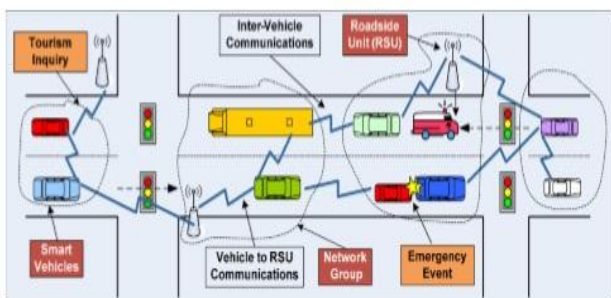 Tourism
Inquiry
Inter-Vehicle
Communications
Roadside
Unit (RSU)
Smart
Vehicles
Vehicle to RSU
Communications
Network
Group
Emergency
Event